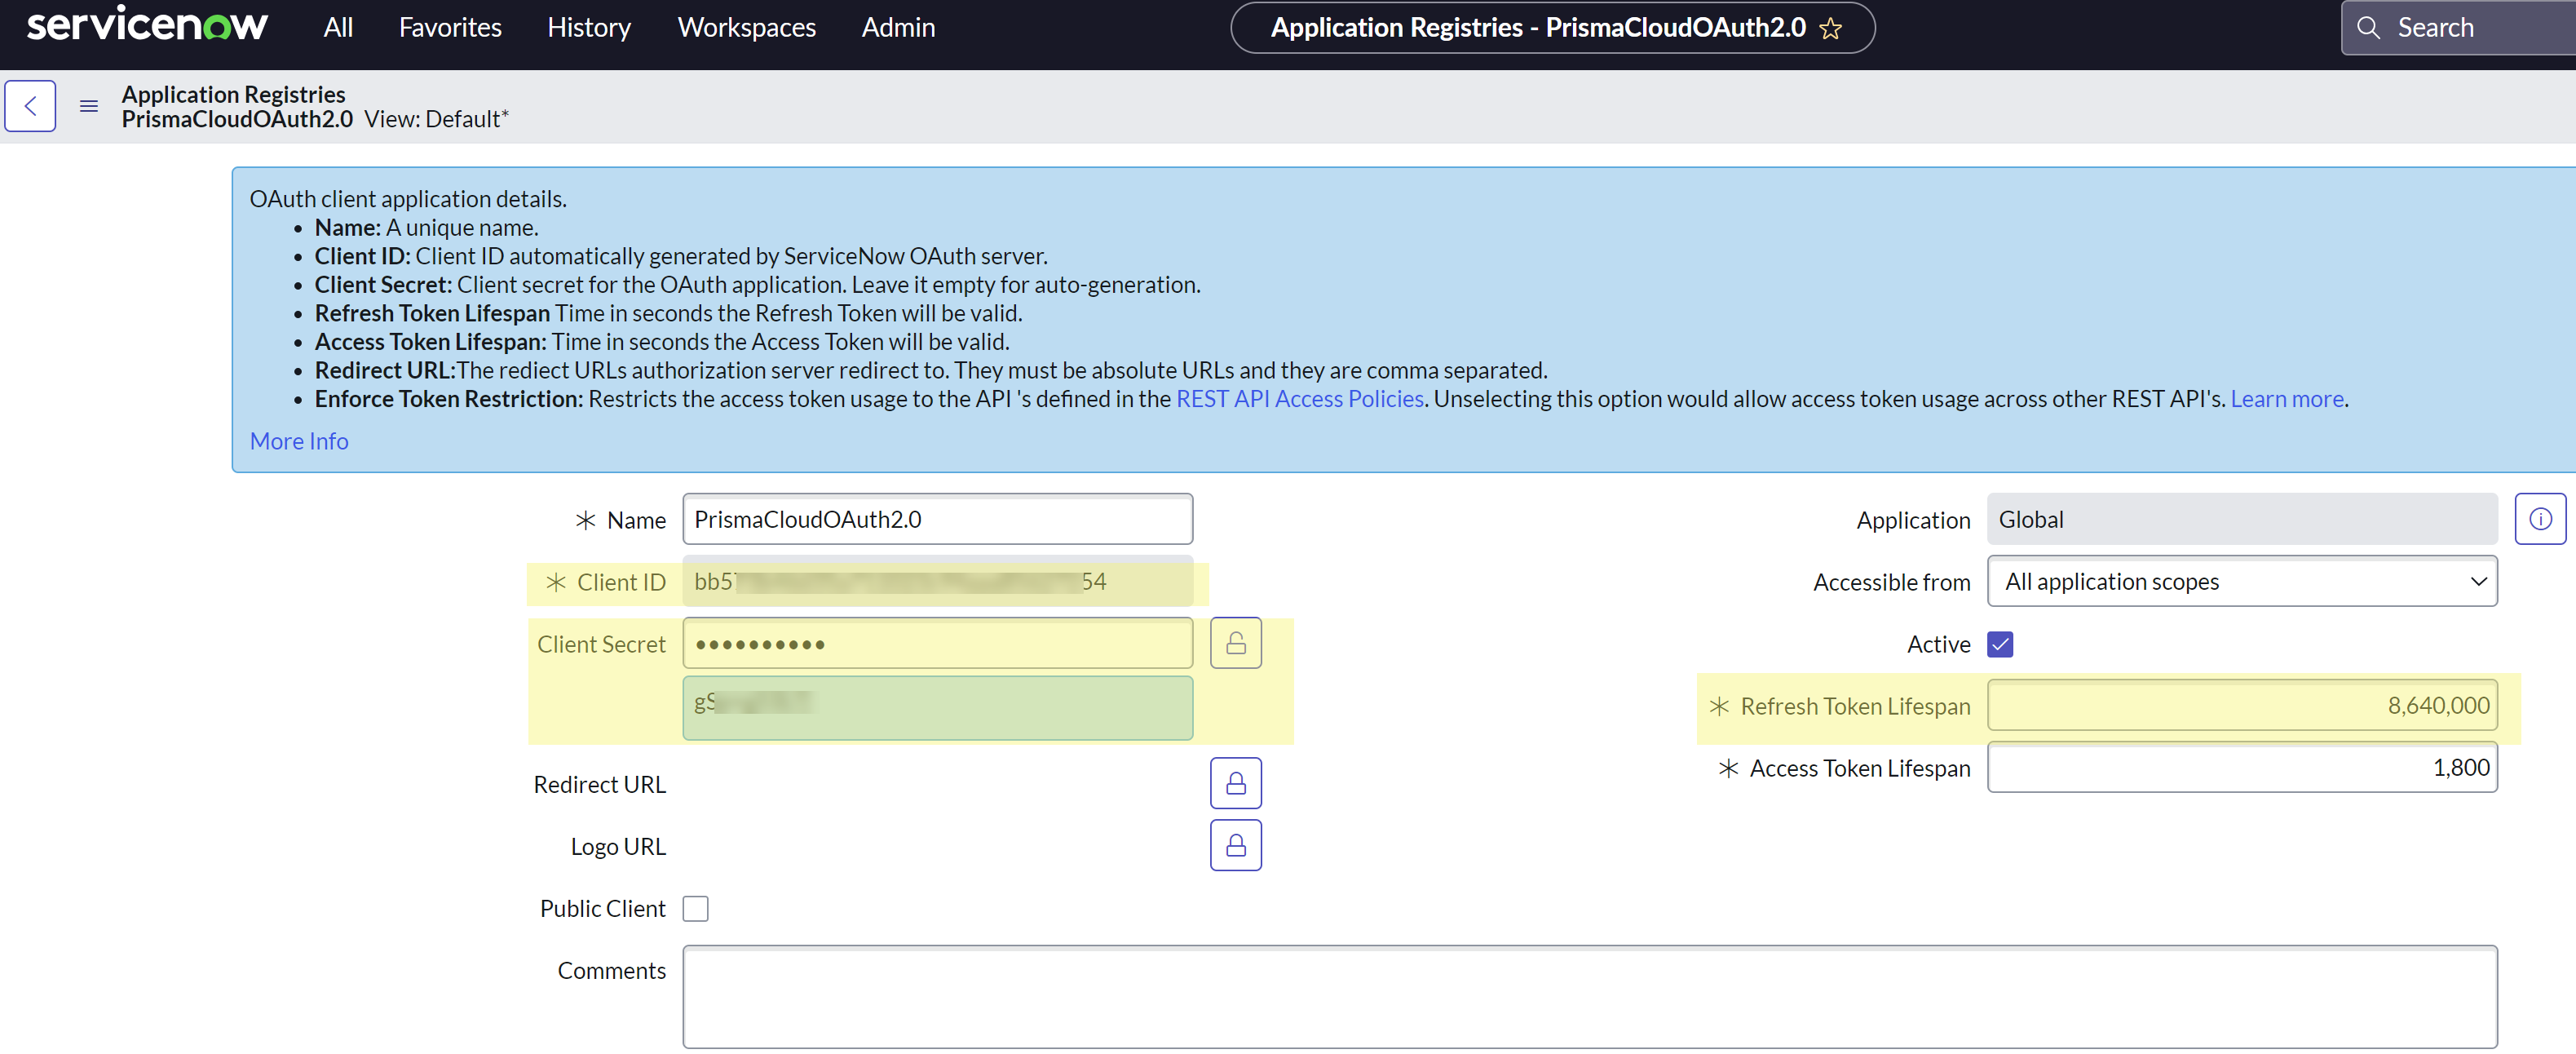 servicenow All Favorites History Workspaces Admin Application Registries - PrismaCloudOAuth2.0 Search
Application Registries
PrismaCloudOAuth2.0 View: Default*
OAuth client application details.
• Name: A unique name.
• Client ID: Client ID automatically generated by ServiceNow OAuth server.
• Client Secret: Client secret for the OAuth application. Leave it empty for auto-generation.
• Refresh Token Lifespan Time in seconds the Refresh Token will be valid.
• Access Token Lifespan: Time in seconds the Access Token will be valid.
• Redirect URL:The rediect URLs authorization server redirect to. They must be absolute URLs and they are comma separated.
• Enforce Token Restriction: Restricts the access token usage to the API 's defined in the REST API Access Policies. Unselecting this option would allow access token usage across other REST API's. Learn more.
More Info
* Name PrismaCloudOAuth2.0
* Client ID bb5 54
Client Secret ••••••••••
gS
Redirect URL
Logo URL
Public Client
Comments
Application Global
Accessible from All application scopes
Active
* Refresh Token Lifespan 8,640,000
* Access Token Lifespan 1,800